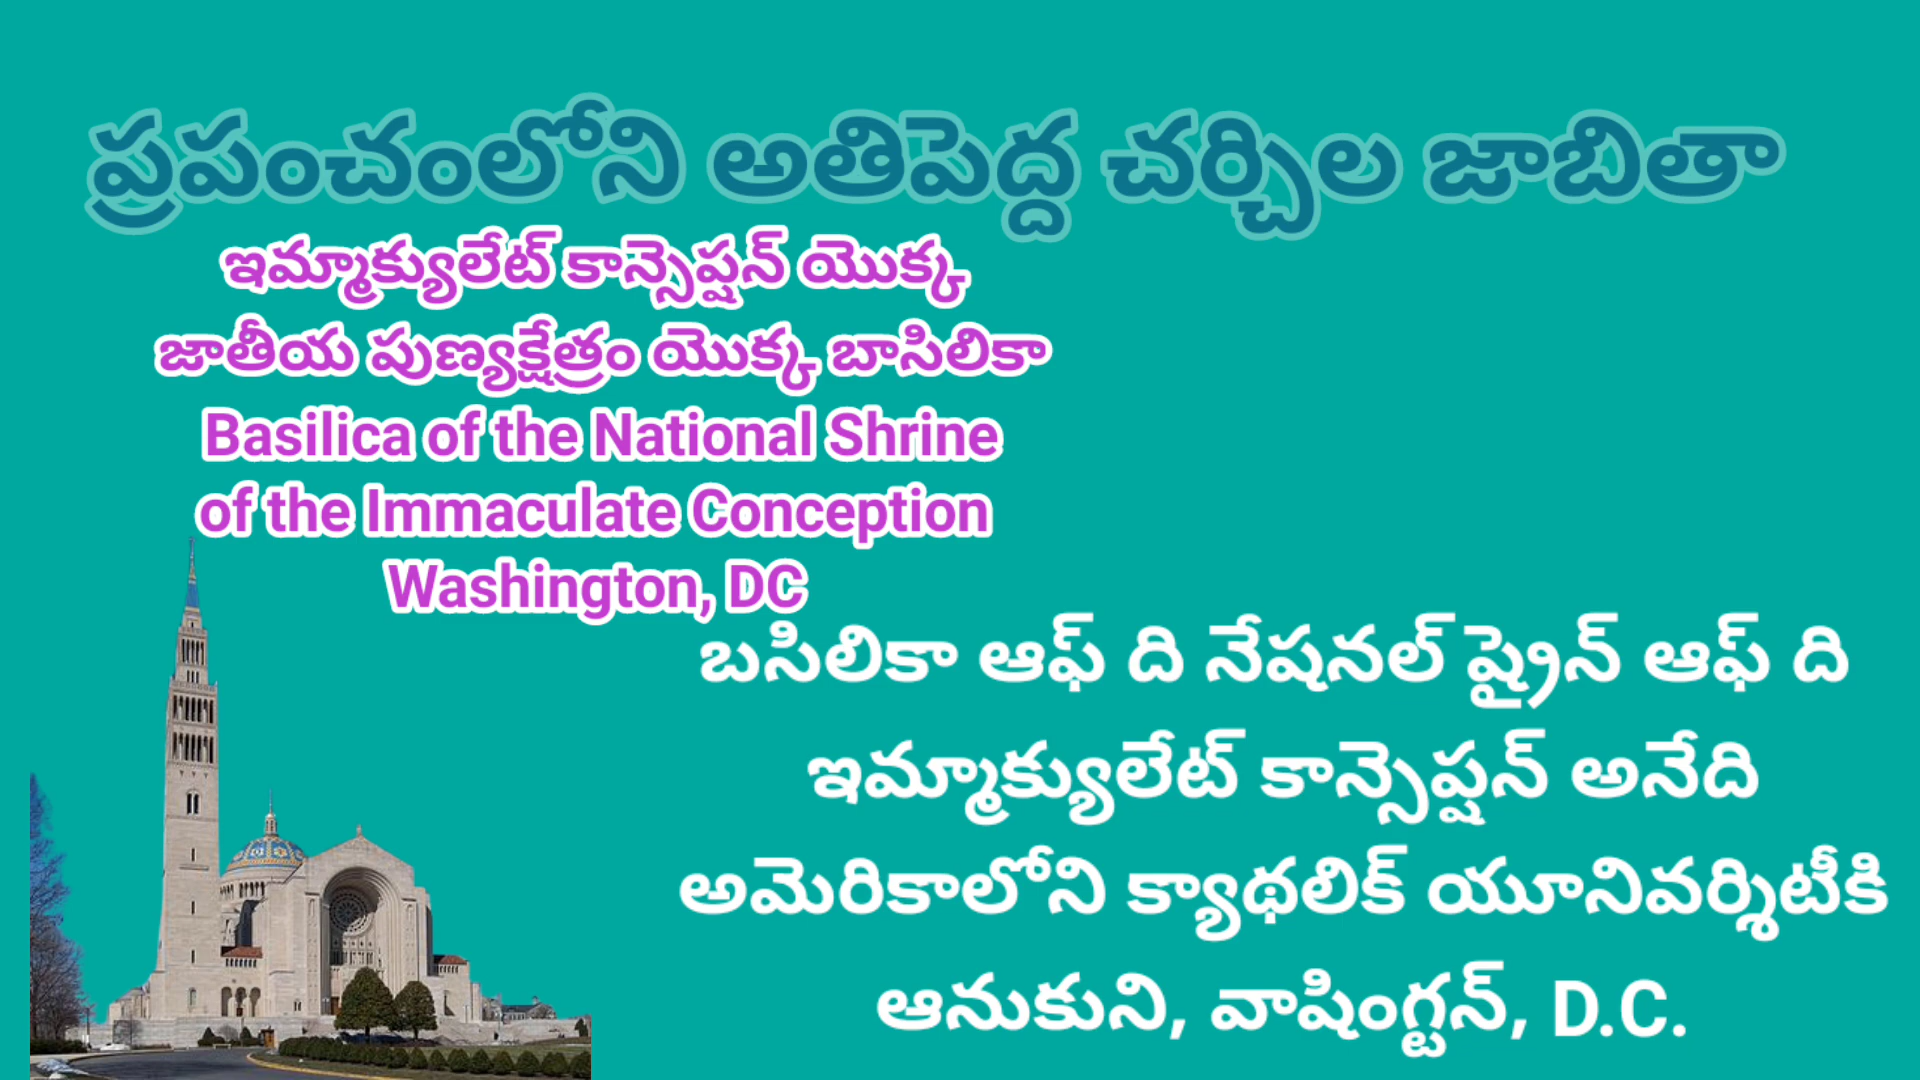 ప్రపంచంలోని అతిపెద్ద చర్చిల జాబితా
ఇమ్మాక్యులేట్ కాన్సెప్షన్ యొక్క
జాతీయ పుణ్యక్షేత్రం యొక్క బాసిలికా
Basilica of the National Shrine
of the Immaculate Conception
Washington, DC
బసిలికా ఆఫ్ ది నేషనల్ ష్రైన్ ఆఫ్ ది
ఇమ్మాక్యులేట్ కాన్సెప్షన్ అనేది
అమెరికాలోని క్యాథలిక్ యూనివర్శిటీకి
ఆనుకుని, వాషింగ్టన్, D.C.